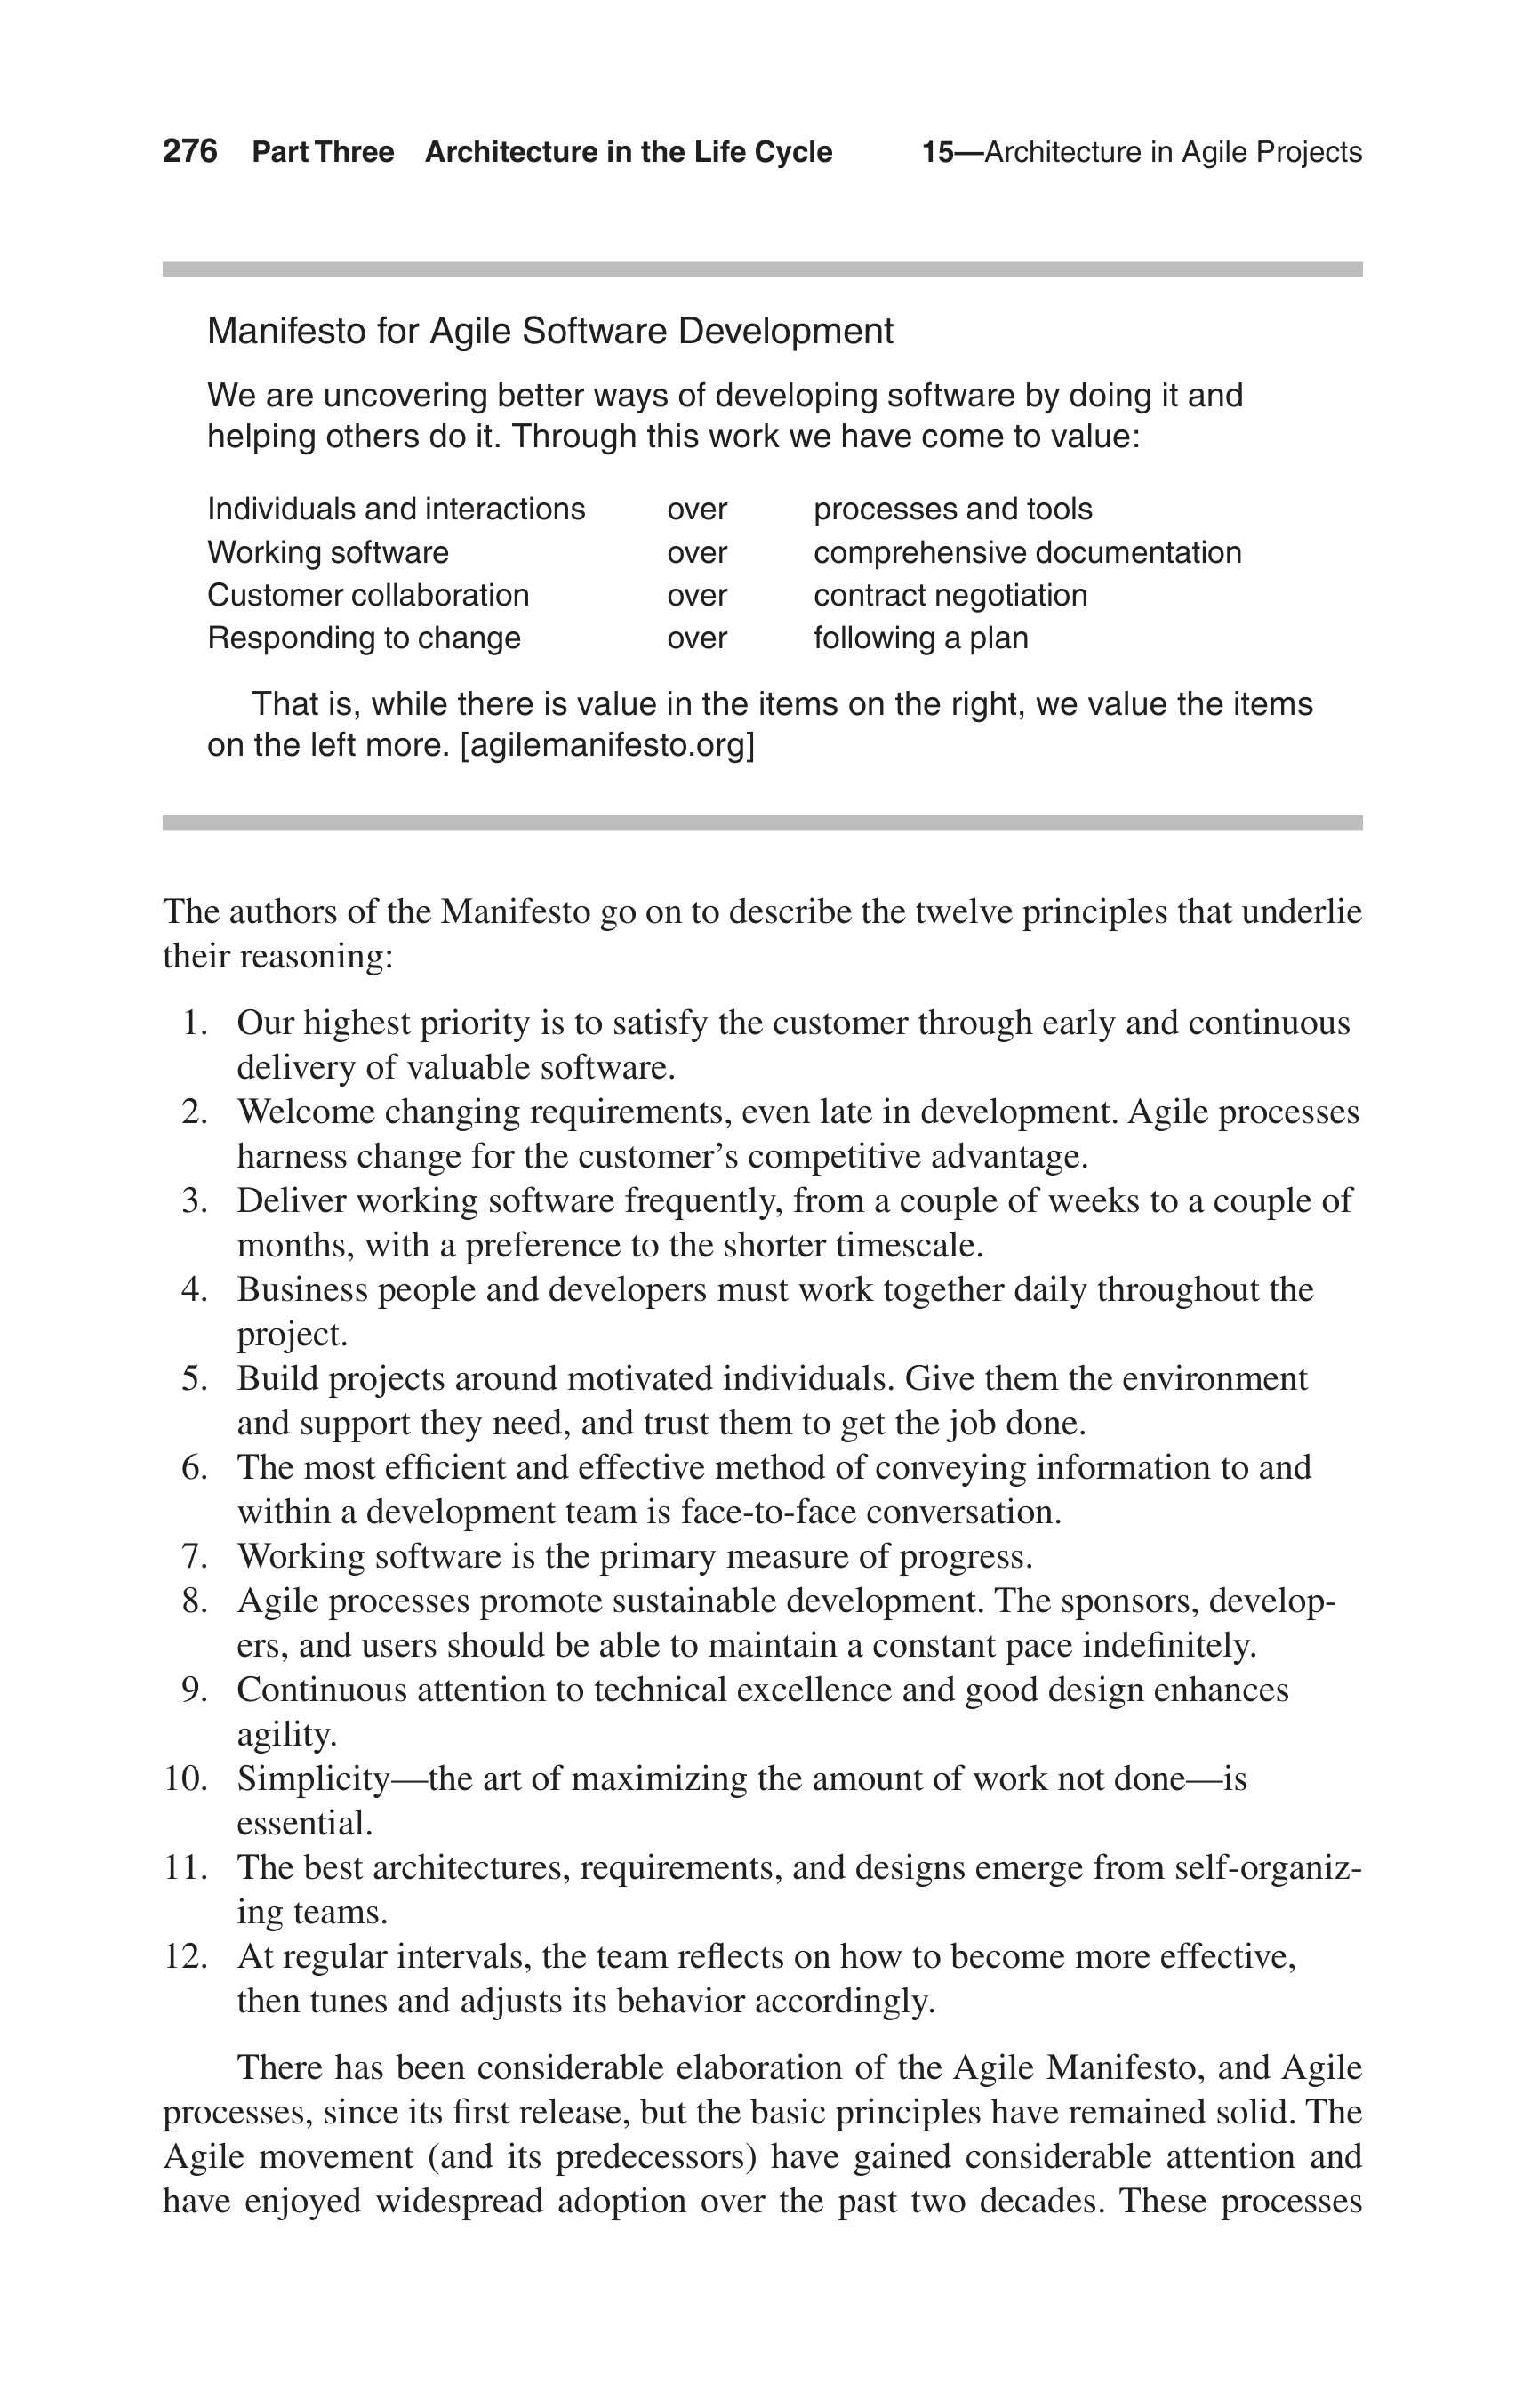 276 Part Three Architecture in the Life Cycle 15—Architecture in Agile Projects
Manifesto for Agile Software Development
We are uncovering better ways of developing software by doing it and
helping others do it. Through this work we have come to value:
Individuals and interactions over processes and tools
Working software over comprehensive documentation
Customer collaboration over contract negotiation
Responding to change over following a plan
That is, while there is value in the items on the right, we value the items
on the left more. [agilemanifesto.org]
The authors of the Manifesto go on to describe the twelve principles that underlie
their reasoning:
1. Our highest priority is to satisfy the customer through early and continuous
delivery of valuable software.
2. Welcome changing requirements, even late in development. Agile processes
harness change for the customer’s competitive advantage.
3. Deliver working software frequently, from a couple of weeks to a couple of
months, with a preference to the shorter timescale.
4. Business people and developers must work together daily throughout the
project.
5. Build projects around motivated individuals. Give them the environment
and support they need, and trust them to get the job done.
6. The most efficient and effective method of conveying information to and
within a development team is face-to-face conversation.
7. Working software is the primary measure of progress.
8. Agile processes promote sustainable development. The sponsors, develop-
ers, and users should be able to maintain a constant pace indefinitely.
9. Continuous attention to technical excellence and good design enhances
agility.
10. Simplicity—the art of maximizing the amount of work not done—is
essential.
11. The best architectures, requirements, and designs emerge from self-organiz-
ing teams.
12. At regular intervals, the team reflects on how to become more effective,
then tunes and adjusts its behavior accordingly.
There has been considerable elaboration of the Agile Manifesto, and Agile
processes, since its first release, but the basic principles have remained solid. The
Agile movement (and its predecessors) have gained considerable attention and
have enjoyed widespread adoption over the past two decades. These processes